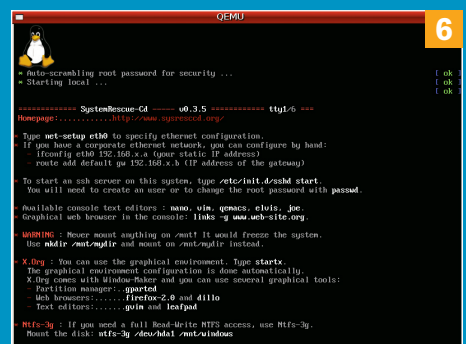 QEMU
6
* Auto-scrambling root password for security ... [ ok ]
* Starting local ... [ ok ]
[ ok ]
============= SystemRescue-Cd ----- v0.3.5 ============ tty1/6 ===
Homepage:............http://www.sysresccd.org/
* Type net-setup eth0 to specify ethernet configuration.
* If you have a corporate ethernet network, you can configure by hand:
- ifconfig eth0 192.168.x.a (your static IP address)
- route add default gw 192.168.x.b (IP address of the gateway)
* To start an ssh server on this system, type /etc/init.d/sshd start.
You will need to create an user or to change the root password with passwd.
* Available console text editors : nano, vim, qemacs, elvis, joe.
* Graphical web browser in the console: links -g www.web-site.org.
* WARNING : Never mount anything on /mnt! It would freeze the system.
Use mkdir /mnt/mydir and mount on /mnt/mydir instead.
* X.Org : You can use the graphical environment. Type startx.
The graphical environment configuration is done automatically.
X.Org comes with Window-Maker and you can use several graphical tools:
- Partition manager:..gparted
- Web browsers:.......firefox-2.0 and dillo
- Text editors:.......gvim and leafpad
* Ntfs-3g : If you need a full Read-Write NTFS access, use Ntfs-3g.
Mount the disk: ntfs-3g /dev/hda1 /mnt/windows